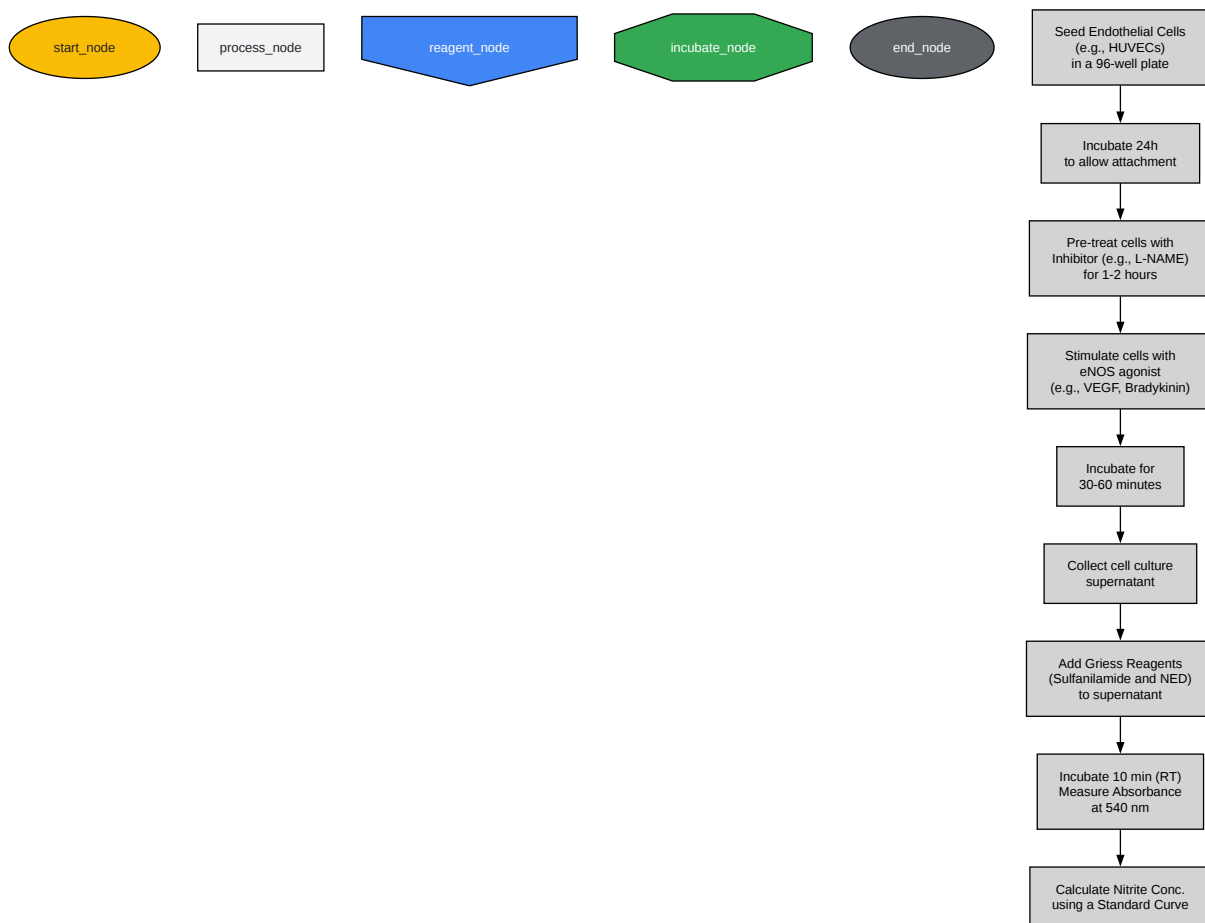 start_node
process_node
reagent_node
incubate_node
end_node
Seed Endothelial Cells
(e.g., HUVECs)
in a 96-well plate
Incubate 24h
to allow attachment
Pre-treat cells with
Inhibitor (e.g., L-NAME)
for 1-2 hours
Stimulate cells with
eNOS agonist
(e.g., VEGF, Bradykinin)
Incubate for
30-60 minutes
Collect cell culture
supernatant
Add Griess Reagents
(Sulfanilamide and NED)
to supernatant
Incubate 10 min (RT)
Measure Absorbance
at 540 nm
Calculate Nitrite Conc.
using a Standard Curve